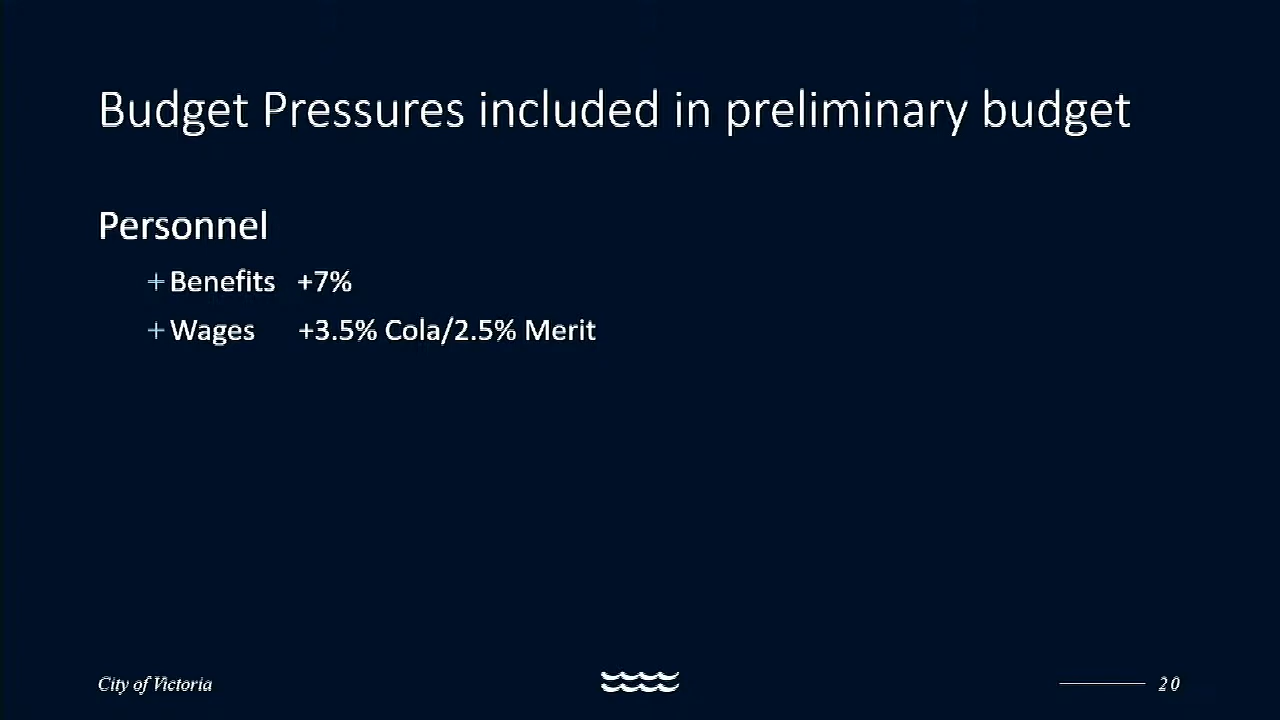 Budget Pressures included in preliminary budget
Personnel
+ Benefits +7%
+ Wages +3.5% Cola/2.5% Merit
City of Victoria
20